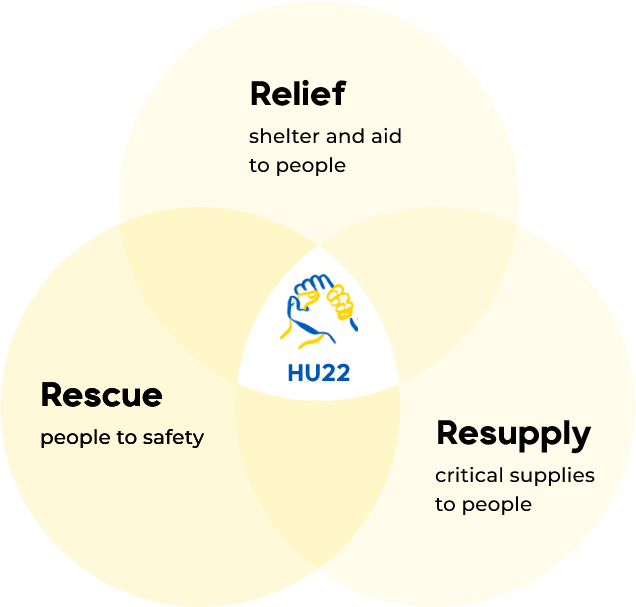 Relief
shelter and aid
to people
HU22
Rescue
people to safety
Resupply
critical supplies
to people